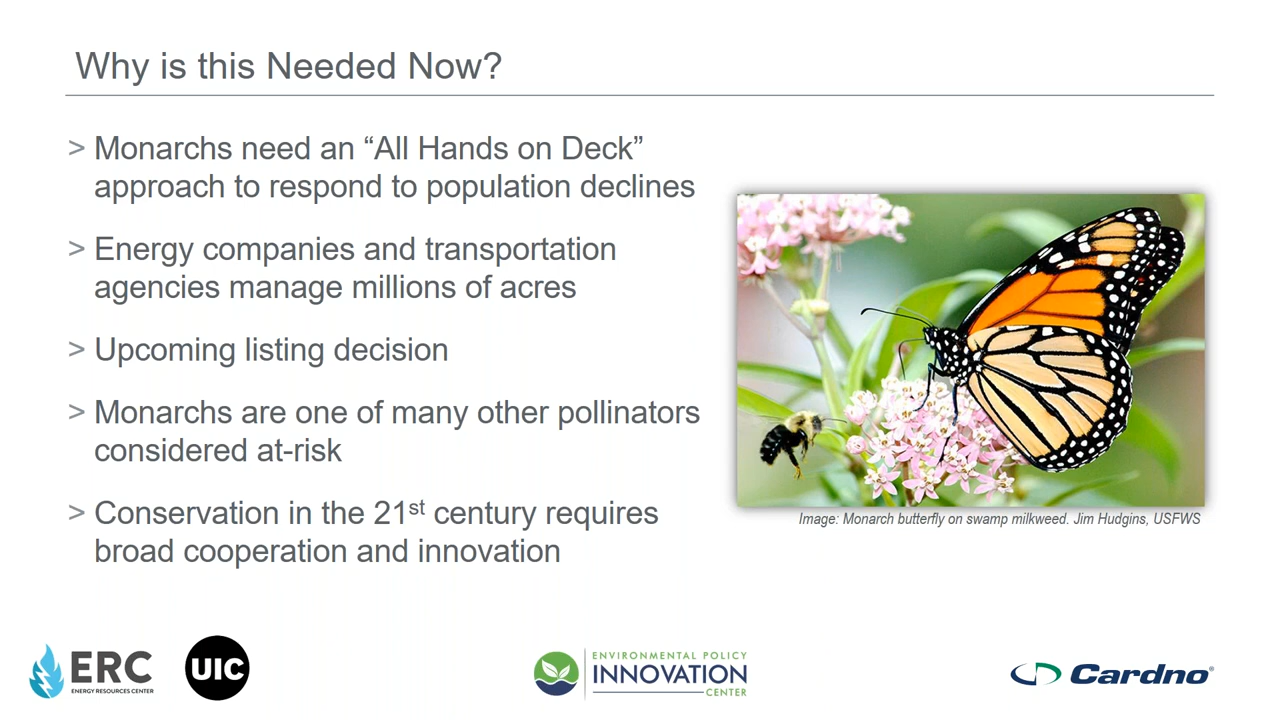 Why is this Needed Now?
> Monarchs need an “All Hands on Deck”
approach to respond to population declines
> Energy companies and transportation
agencies manage millions of acres
> Upcoming listing decision
> Monarchs are one of many other pollinators
considered at-risk
> Conservation in the 21st century requires
broad cooperation and innovation
Image: Monarch butterfly on swamp milkweed. Jim Hudgins, USFWS
ERC
ENERGY RESOURCES CENTER
UIC
ENVIRONMENTAL POLICY
INNOVATION
CENTER
Cardno®